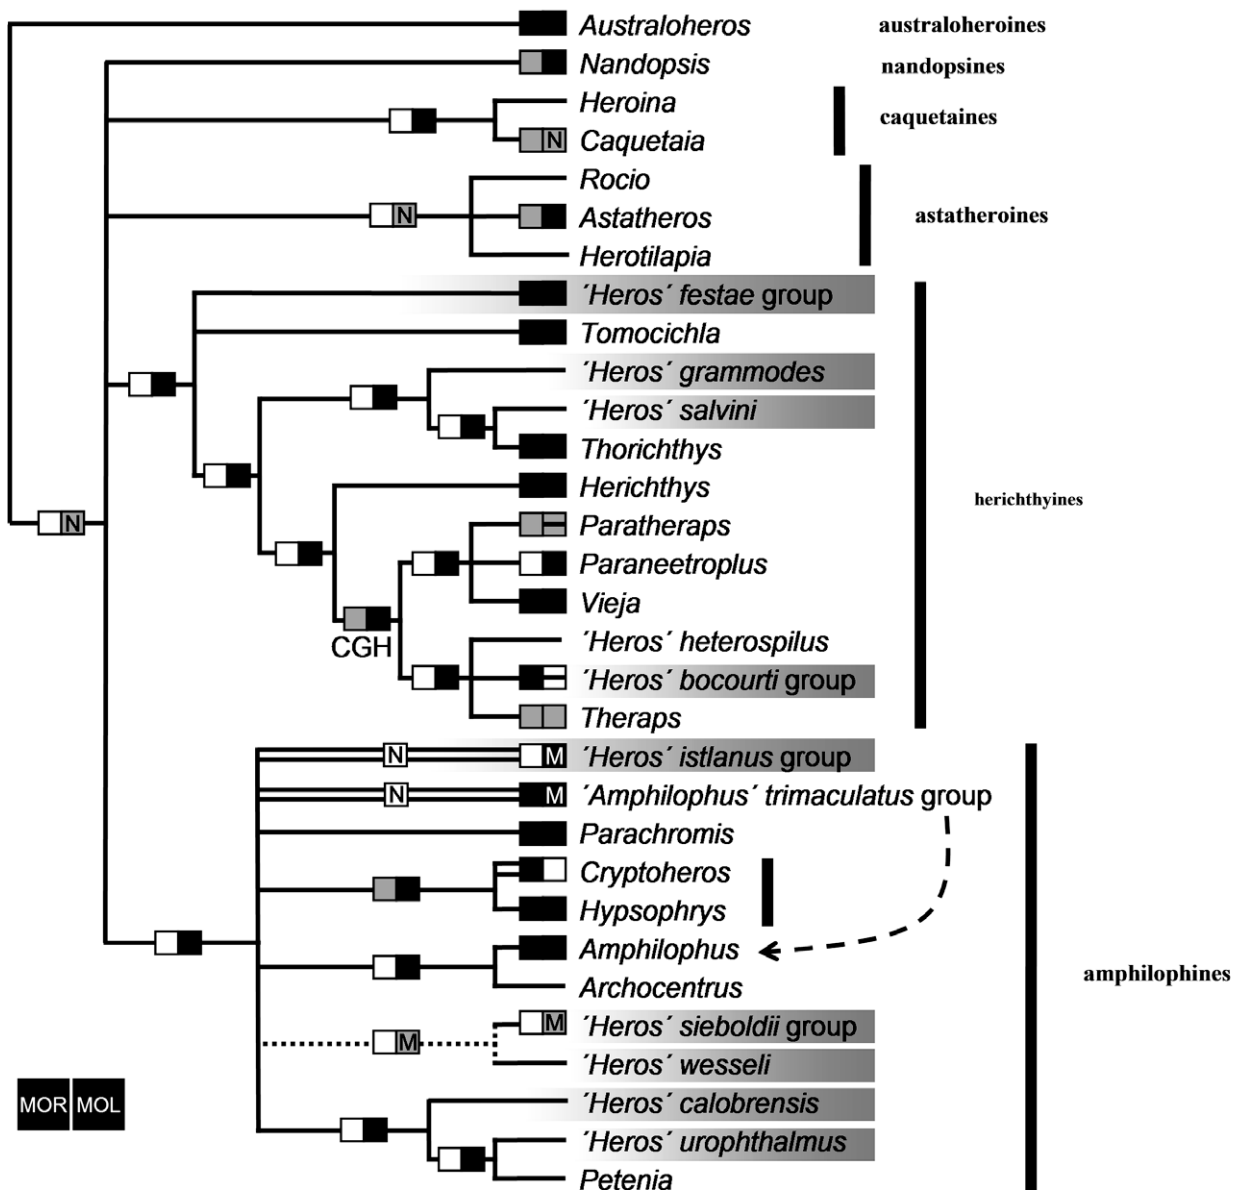 Australoheros australoheroines
Nandopsis nandopsines
Heroina
caquetaines
N Caquetaia
Rocio
N Astatheros astatheroines
Herotilapia
´Heros´ festae group
Tomocichla
´Heros´ grammodes
´Heros´ salvini
Thorichthys
Herichthys herichthyines
N Paratheraps
Paraneetroplus
Vieja
CGH
´Heros´ heterospilus
´Heros´ bocourti group
Theraps
N M ´Heros´ istlanus group
N M ´Amphilophus´ trimaculatus group
Parachromis
Cryptoheros
Hypsophrys
Amphilophus
amphilophines
Archocentrus
M ´Heros´ sieboldii group
M
´Heros´ wesseli
MOR MOL ´Heros´ calobrensis
´Heros´ urophthalmus
Petenia